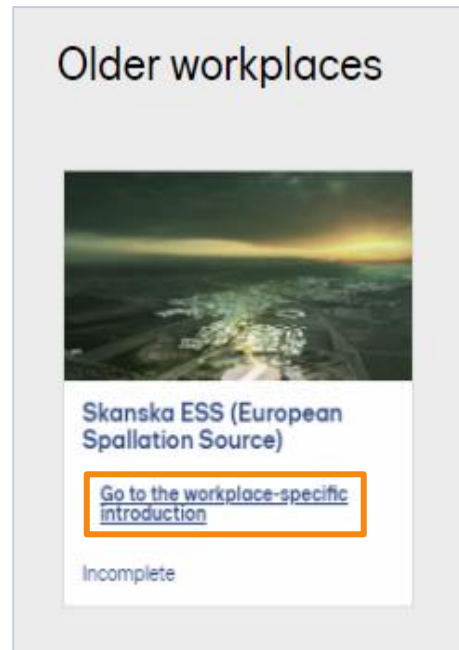 Older workplaces
Skanska ESS (European
Spallation Source)
Go to the workplace-specific
introduction
Incomplete